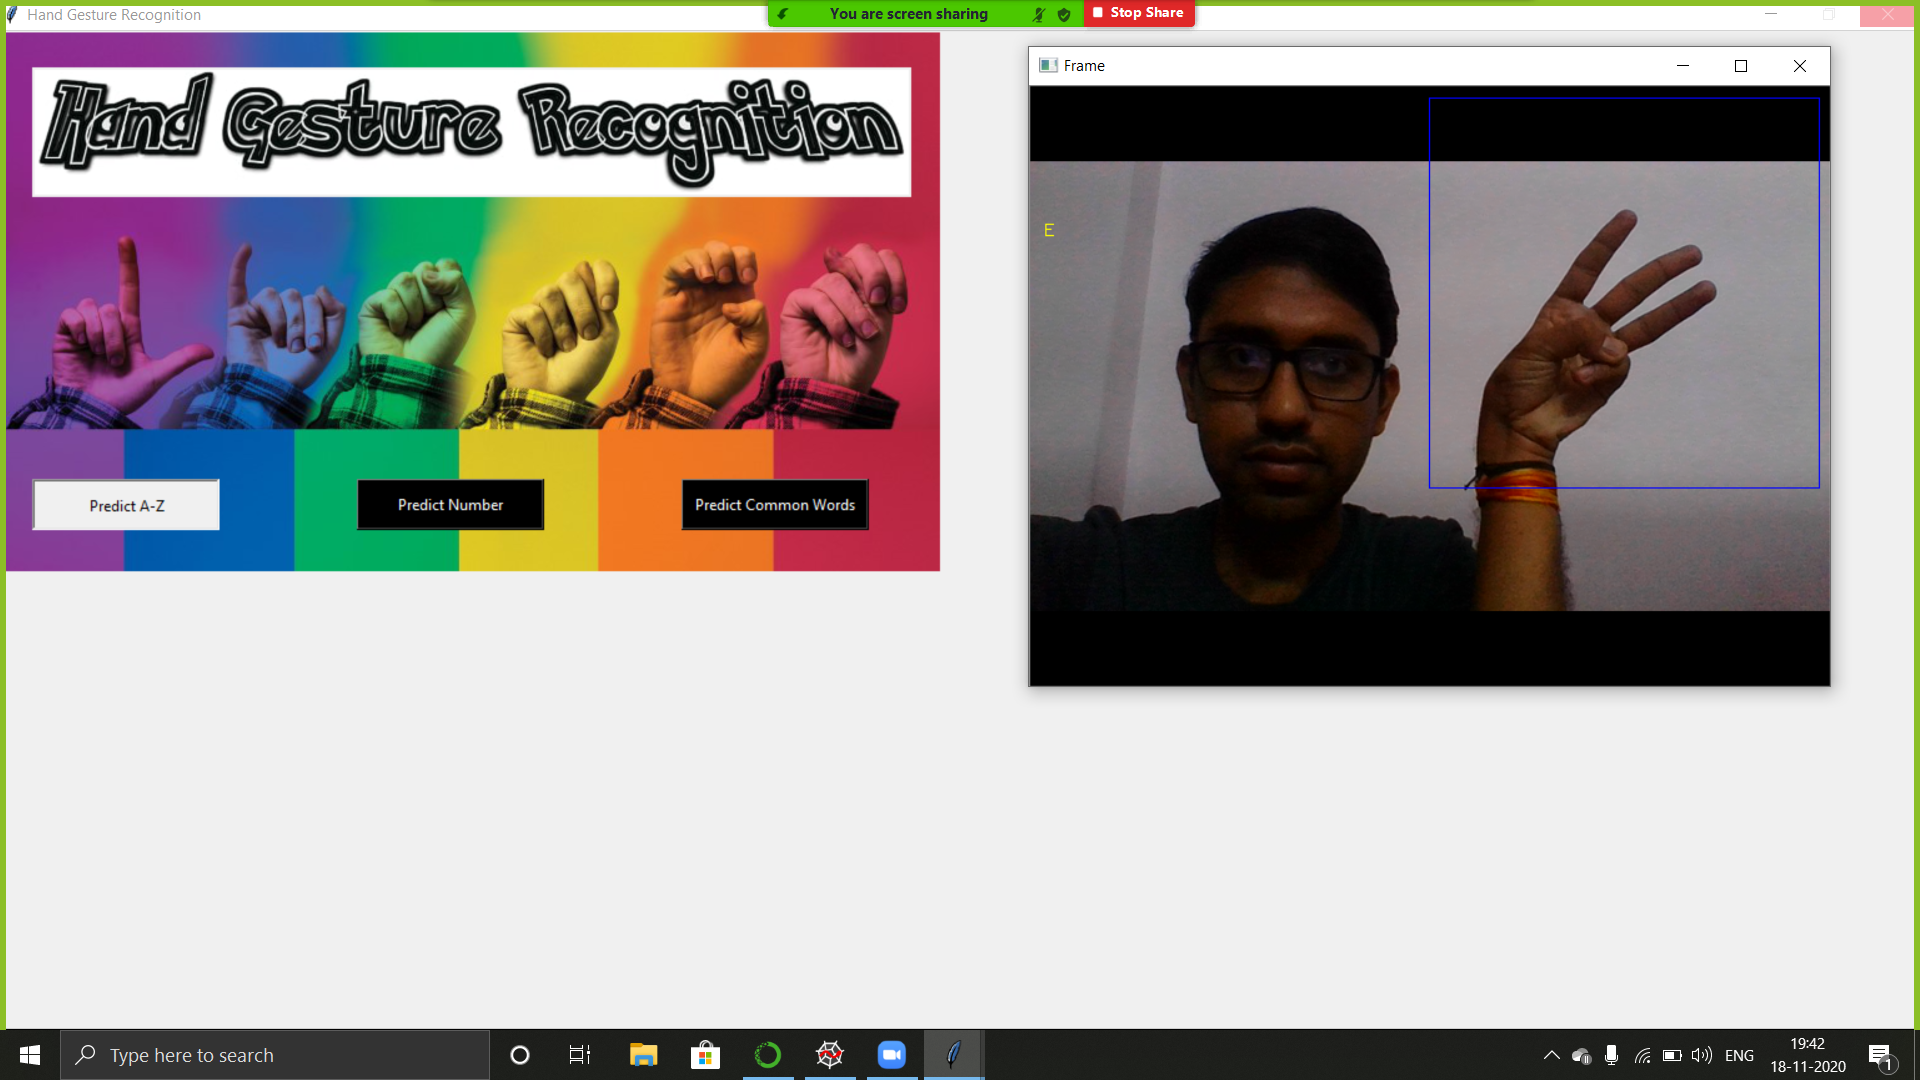 Hand Gesture Recognition
You are screen sharing
Stop Share
Hand Gesture Recognition
Predict A-Z
Predict Number
Predict Common Words
Frame
E
Type here to search
ENG
19:42
18-11-2020
1